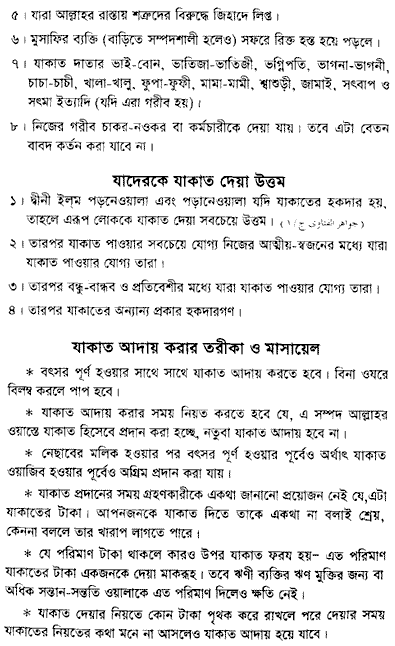 ৫। যারা আল্লাহর রাস্তায় শত্রুদের বিরুদ্ধে জিহাদে লিপ্ত।
৬। মুসাফির ব্যক্তি (বাড়িতে সম্পদশালী হলেও) সফরে রিক্ত হস্ত হয়ে পড়লে।
৭। যাকাত দাতার ভাই-বোন, ভাতিজা-ভাতিজী, ভগ্নিপতি, ভাগনা-ভাগনী,
চাচা-চাচী, খালা-খালু, ফুপা-ফুফী, মামা-মামী, শ্বাশুড়ী, জামাই, সৎবাপ ও
সৎমা ইত্যাদি (যদি এরা গরীব হয়)।
৮। নিজের গরীব চাকর-নওকর বা কর্মচারীকে দেয়া যায়। তবে এটা বেতন
বাবদ কর্তন করা যাবে না।
যাদেরকে যাকাত দেয়া উত্তম
১। দ্বীনী ইল্‌ম পড়নেওয়ালা এবং পড়ানেওয়ালা যদি যাকাতের হকদার হয়,
তাহলে এরূপ লোককে যাকাত দেয়া সবচেয়ে উত্তম। (جواهر الفتاوى ج/١)
২। তারপর যাকাত পাওয়ার সবচেয়ে যোগ্য নিজের আত্মীয়-স্বজনের মধ্যে যারা
যাকাত পাওয়ার যোগ্য তারা।
৩। তারপর বন্ধু-বান্ধব ও প্রতিবেশীর মধ্যে যারা যাকাত পাওয়ার যোগ্য তারা।
৪। তারপর যাকাতের অন্যান্য প্রকার হকদারগণ।
যাকাত আদায় করার তরীকা ও মাসায়েল
* বৎসর পূর্ণ হওয়ার সাথে সাথে যাকাত আদায় করতে হবে। বিনা ওযরে
বিলম্ব করলে পাপ হবে।
* যাকাত আদায় করার সময় নিয়ত করতে হবে যে, এ সম্পদ আল্লাহর
ওয়াস্তে যাকাত হিসেবে প্রদান করা হচ্ছে, নতুবা যাকাত আদায় হবে না।
* নেছাবের মালিক হওয়ার পর বৎসর পূর্ণ হওয়ার পূর্বেও অর্থাৎ যাকাত
ওয়াজিব হওয়ার পূর্বেও অগ্রিম প্রদান করা যায়।
* যাকাত প্রদানের সময় গ্রহণকারীকে একথা জানানো প্রয়োজন নেই যে,এটা
যাকাতের টাকা। আপনজনকে যাকাত দিতে তাকে একথা না বলাই শ্রেয়,
কেননা বললে তার খারাপ লাগতে পারে।
* যে পরিমাণ টাকা থাকলে কারও উপর যাকাত ফরয হয়– এত পরিমাণ
যাকাতের টাকা একজনকে দেয়া মাকরূহ। তবে ঋণী ব্যক্তির ঋণ মুক্তির জন্য বা
অধিক সন্তান-সন্ততি ওয়ালাকে এত পরিমাণ দিলেও ক্ষতি নেই।
* যাকাত দেয়ার নিয়তে কোন টাকা পৃথক করে রাখলে পরে দেয়ার সময়
যাকাতের নিয়তের কথা মনে না আসলেও যাকাত আদায় হয়ে যাবে।